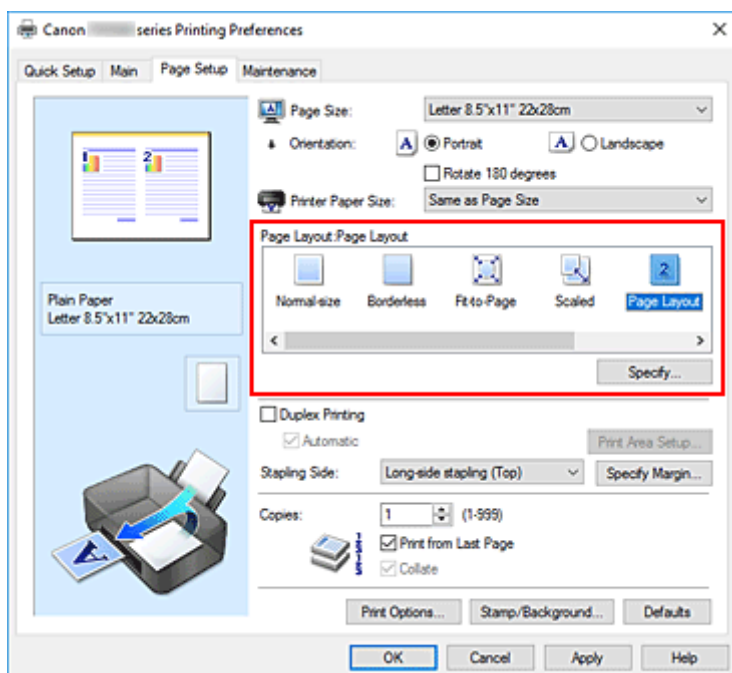 Canon series Printing Preferences
Quick Setup Main Page Setup Maintenance
1 2
Plain Paper
Letter 8.5"x11" 22x28cm
A
Page Size: Letter 8.5"x11" 22x28cm
Orientation: A Portrait A Landscape
Rotate 180 degrees
Printer Paper Size: Same as Page Size
Page Layout:Page Layout
2
Normal-size Borderless Fit-to-Page Scaled Page Layout
Specify...
Duplex Printing
Automatic Print Area Setup...
Stapling Side: Long-side stapling (Top) Specify Margin...
Copies: 1 (1-999)
Print from Last Page
Collate
Print Options... Stamp/Background... Defaults
OK Cancel Apply Help